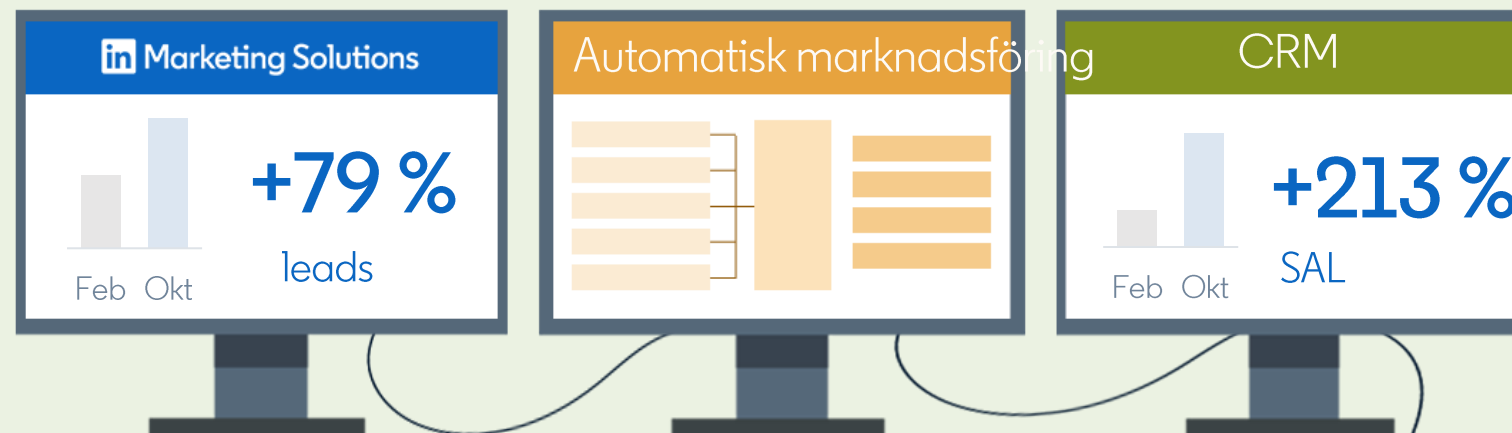 in Marketing Solutions
+79 %
leads
Feb Okt
Automatisk marknadsföring
CRM
+213 %
SAL
Feb Okt